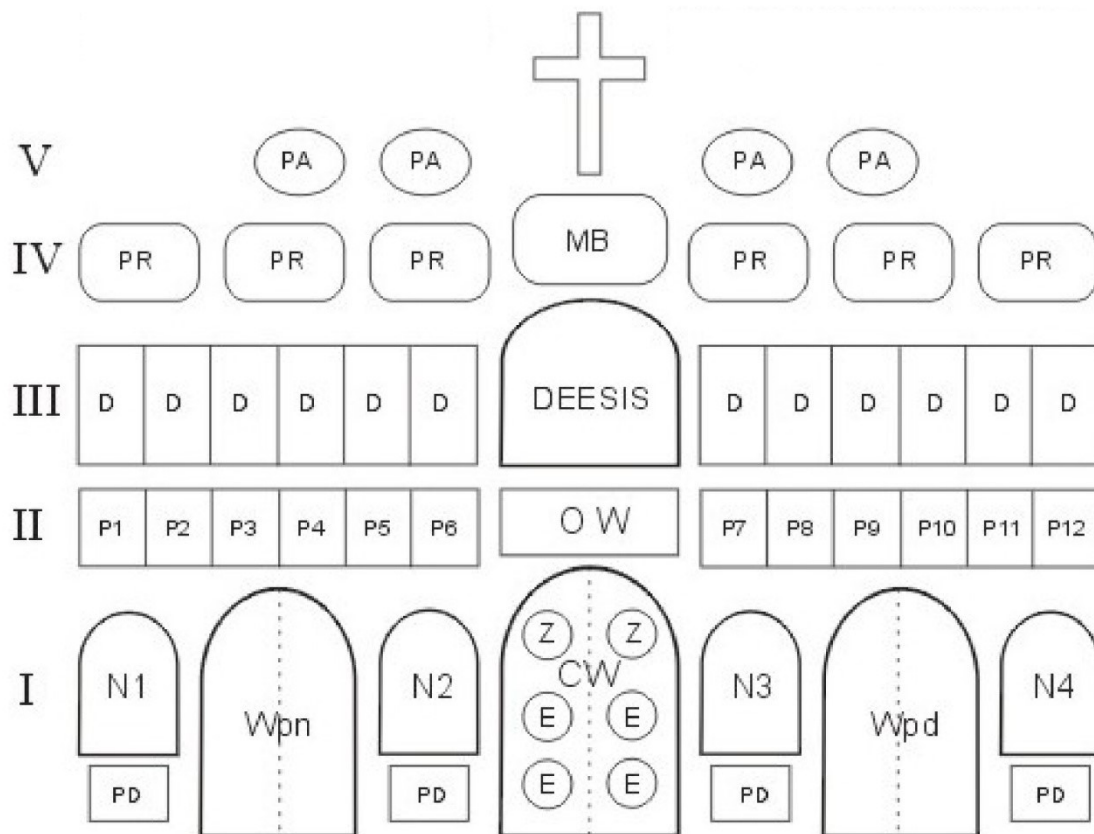 V PA PA PA PA
IV PR PR PR MB PR PR PR
III D D D D D D DEESIS D D D D D D
II P1 P2 P3 P4 P5 P6 O W P7 P8 P9 P10 P11 P12
Z Z
I N1 N2 CW N3 N4
Wpn E E Wpd
PD PD E E PD PD